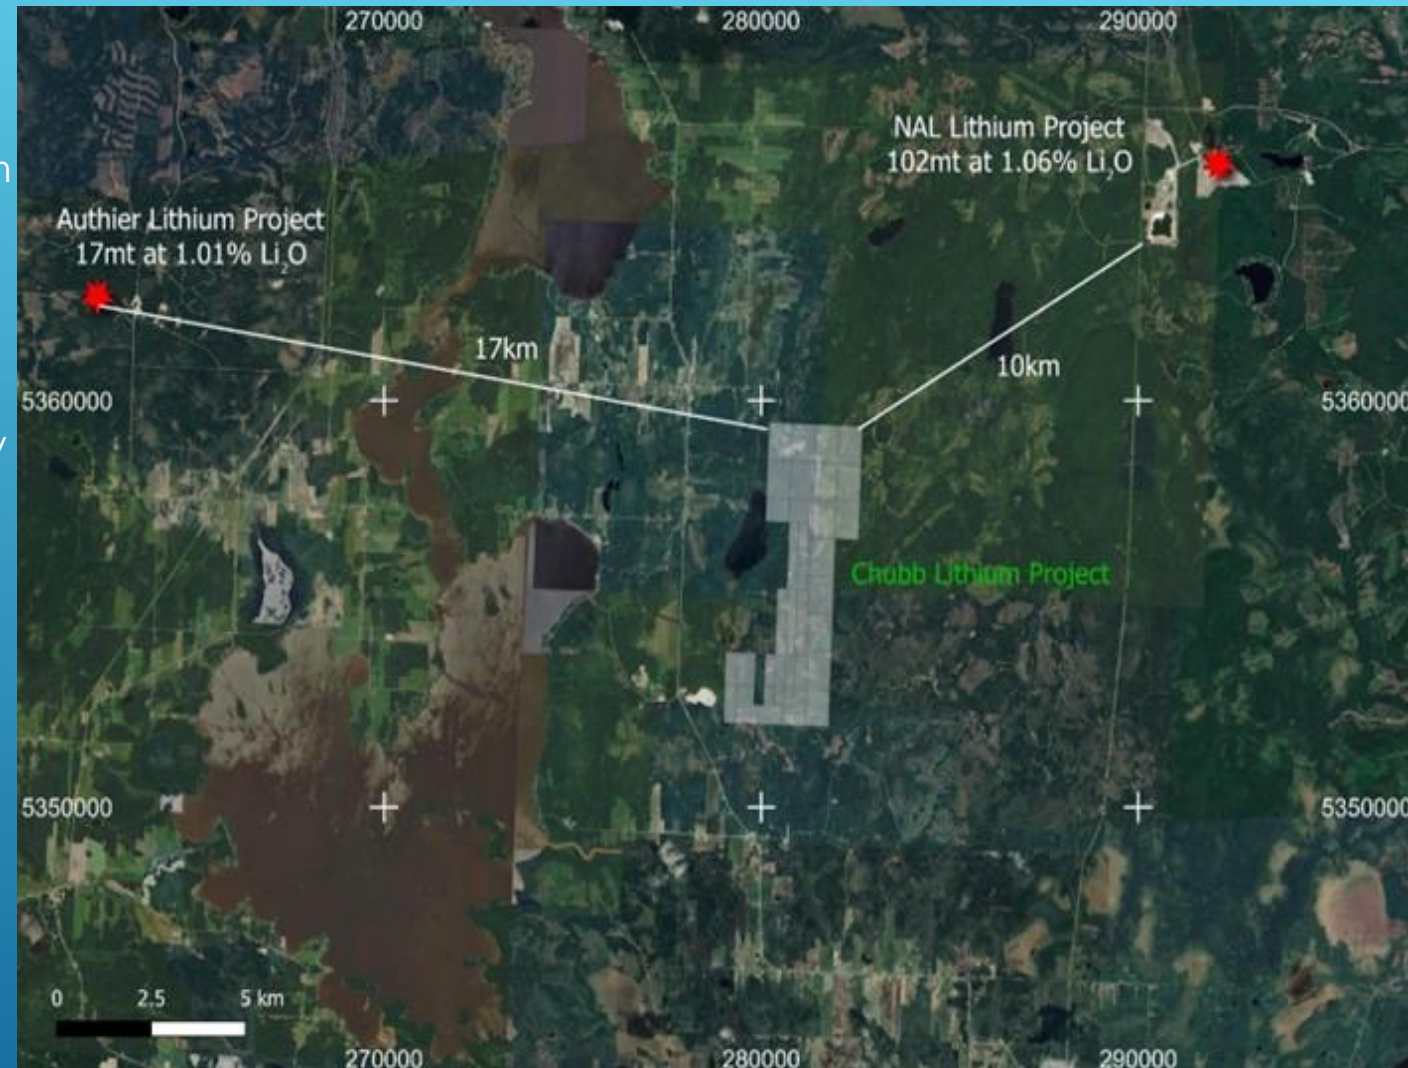 270000
280000
290000
NAL Lithium Project
102mt at 1.06% Li₂O
Authier Lithium Project
17mt at 1.01% Li₂O
17km
10km
5360000
5360000
Chubb Lithium Project
5350000
5350000
0 2.5 5 km
270000
280000
290000